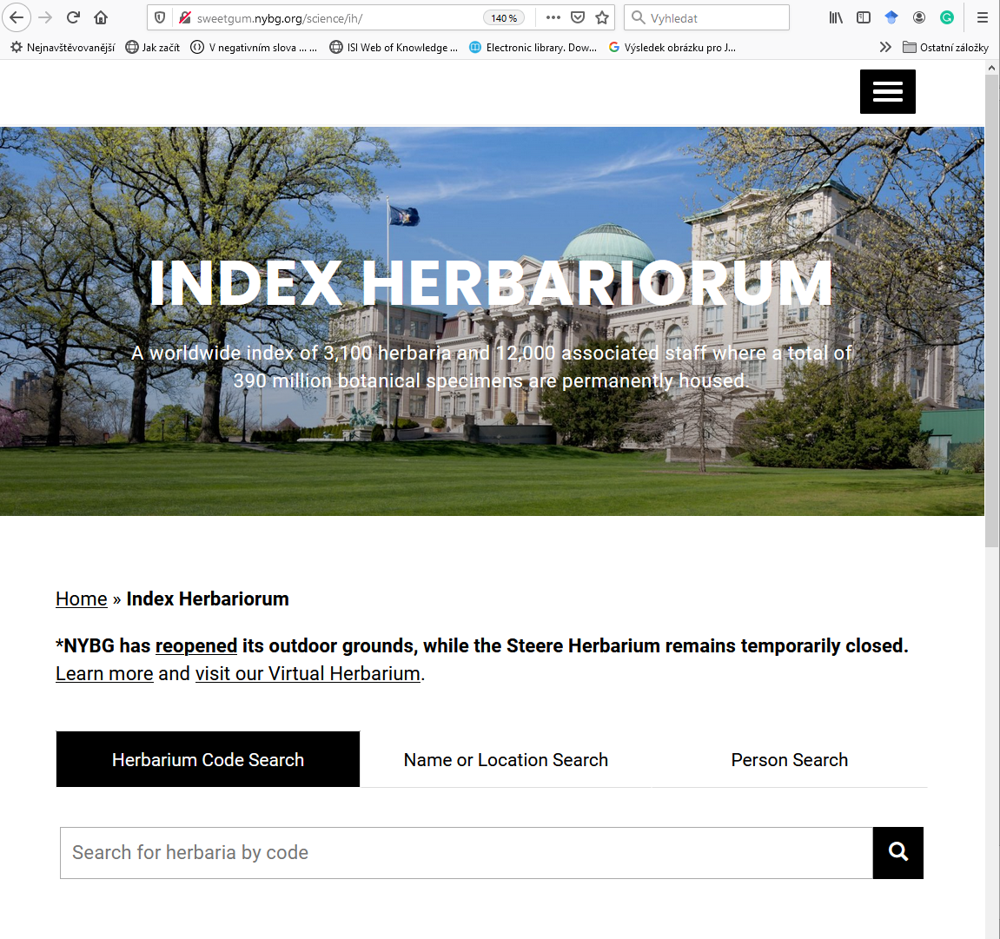 sweetgum.nybg.org/science/ih/
140 %
Vyhledat
Nejnavštěvovanější
Jak začít
V negativním slova ... ...
ISI Web of Knowledge ...
Electronic library. Dow...
Výsledek obrázku pro J...
Ostatní záložky
INDEX HERBARIORUM
A worldwide index of 3,100 herbaria and 12,000 associated staff where a total of
390 million botanical specimens are permanently housed.
Home » Index Herbariorum
*NYBG has reopened its outdoor grounds, while the Steere Herbarium remains temporarily closed.
Learn more and visit our Virtual Herbarium.
Herbarium Code Search
Name or Location Search
Person Search
Search for herbaria by code